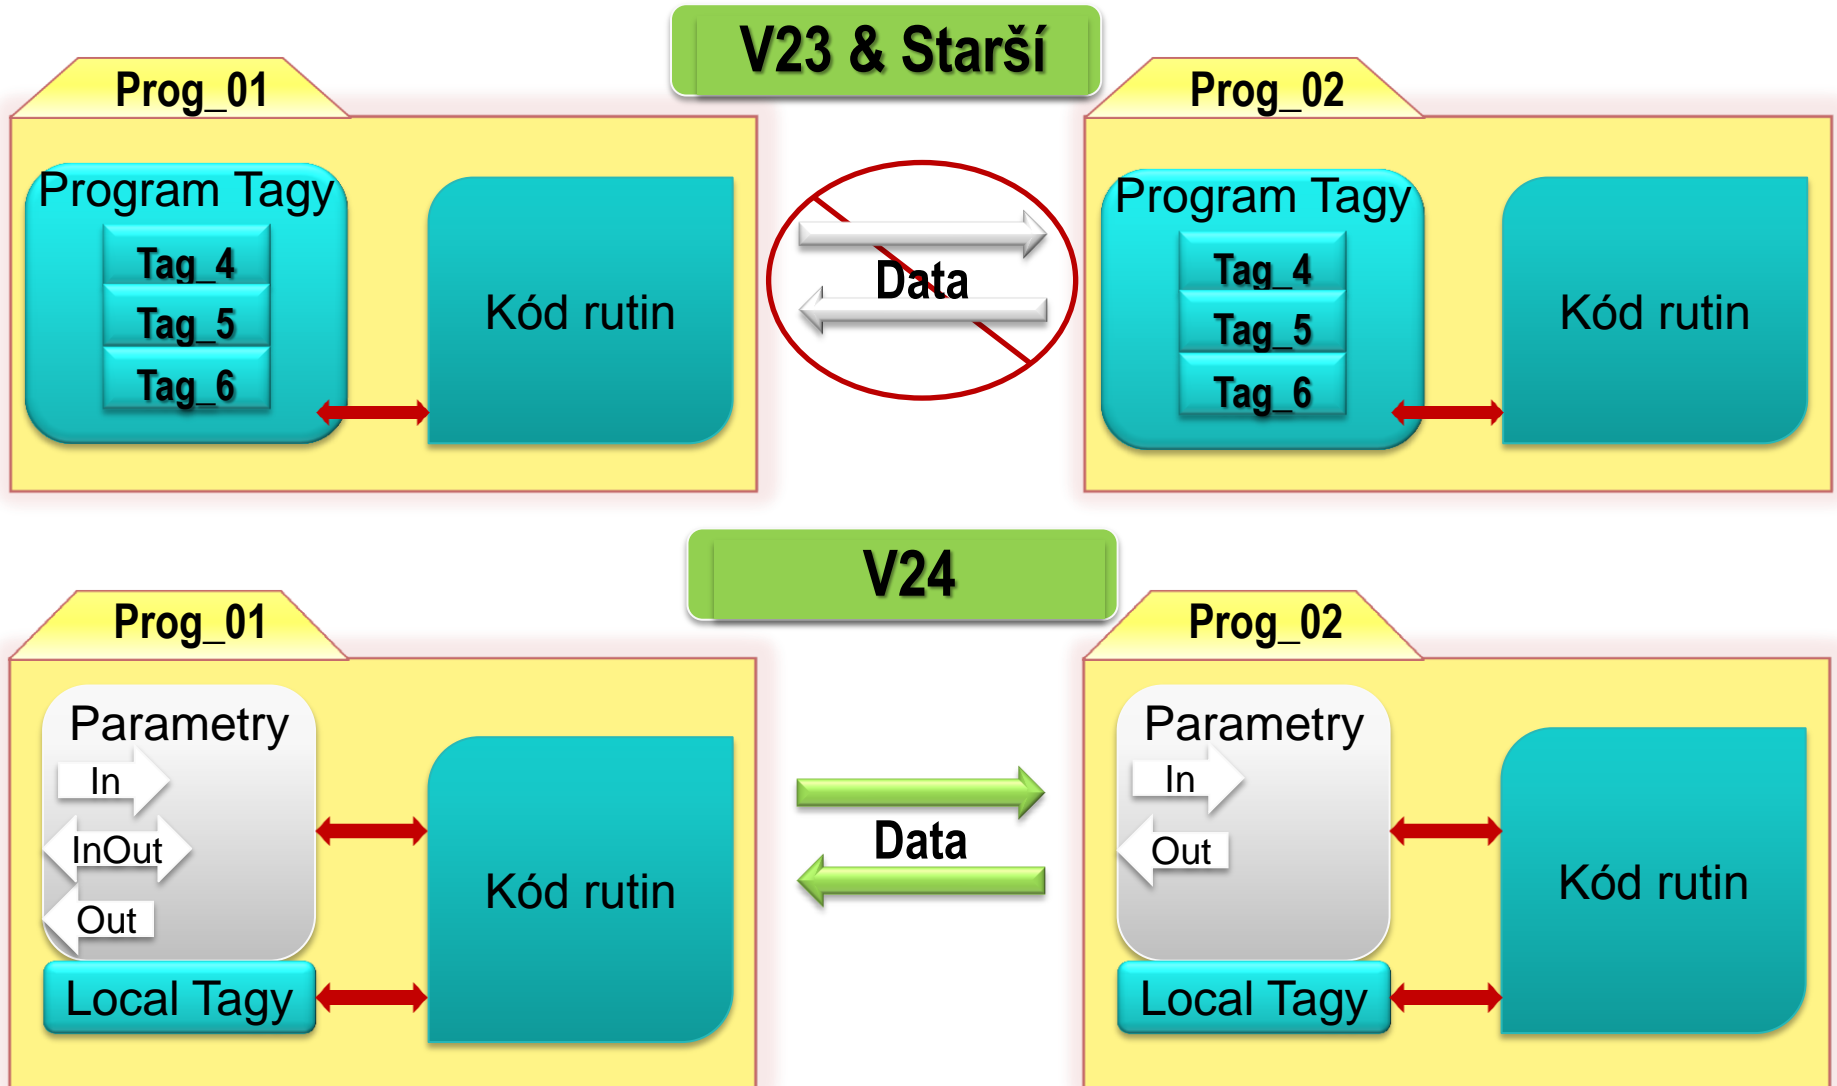 V23 & Starší
Prog_01
Program Tagy
Tag_4
Tag_5
Tag_6
Kód rutin
Data
Prog_02
Program Tagy
Tag_4
Tag_5
Tag_6
Kód rutin
V24
Prog_01
Parametry
In
InOut
Out
Local Tagy
Kód rutin
Data
Prog_02
Parametry
In
Out
Local Tagy
Kód rutin